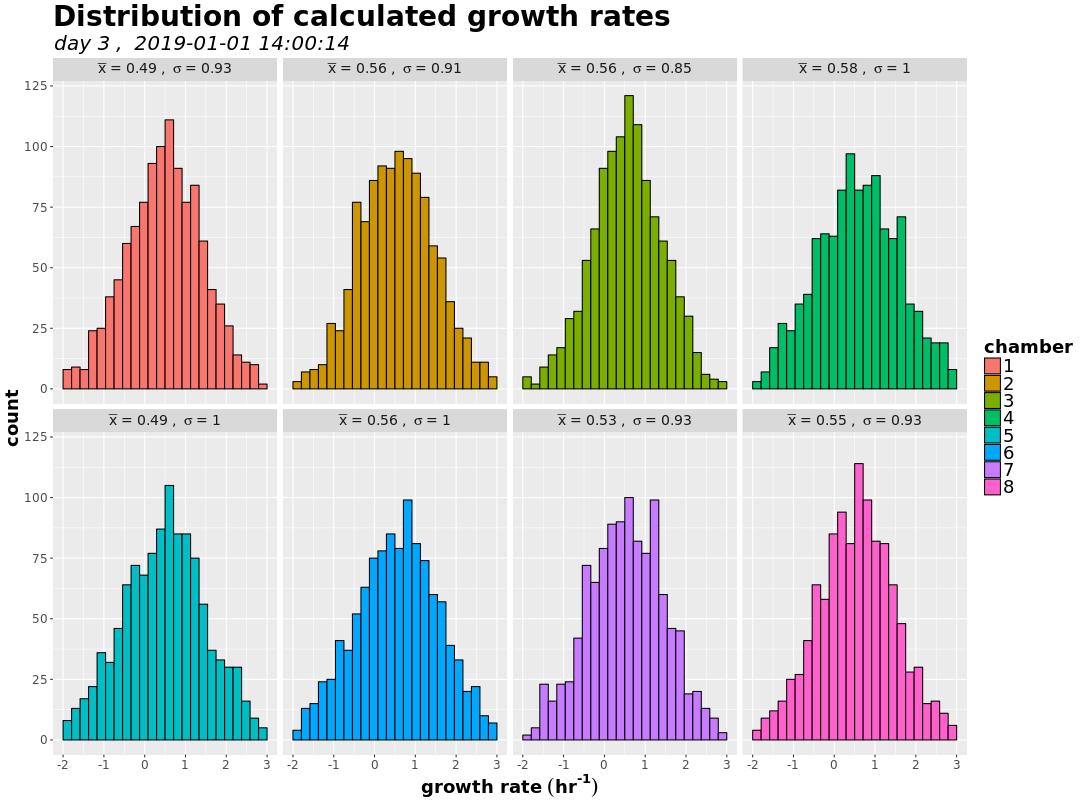 Distribution of calculated growth rates
day 3 ,  2019-01-01 14:00:14
x̅ = 0.49 ,  σ = 0.93
x̅ = 0.56 ,  σ = 0.91
x̅ = 0.56 ,  σ = 0.85
x̅ = 0.58 ,  σ = 1
125
100
75
50
25
0
x̅ = 0.49 ,  σ = 1
x̅ = 0.56 ,  σ = 1
x̅ = 0.53 ,  σ = 0.93
x̅ = 0.55 ,  σ = 0.93
125
100
75
50
25
0
-2 -1 0 1 2 3
-2 -1 0 1 2 3
-2 -1 0 1 2 3
-2 -1 0 1 2 3
count
growth rate (hr⁻¹)
chamber
1
2
3
4
5
6
7
8